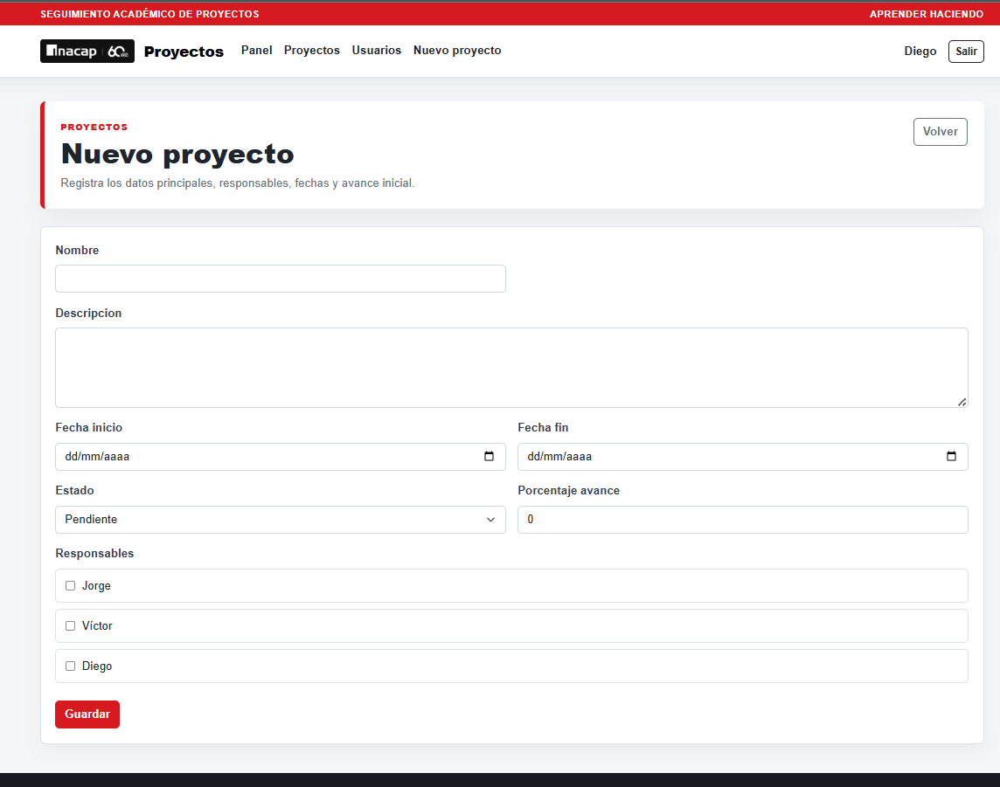 SEGUIMIENTO ACADÉMICO DE PROYECTOS
APRENDER HACIENDO
inacap 60
Proyectos
Panel
Proyectos
Usuarios
Nuevo proyecto
Diego
Salir
PROYECTOS
Volver
Nuevo proyecto
Registra los datos principales, responsables, fechas y avance inicial.
Nombre
Descripcion
Fecha inicio
Fecha fin
dd/mm/aaaa
dd/mm/aaaa
Estado
Porcentaje avance
Pendiente
0
Responsables
Jorge
Víctor
Diego
Guardar